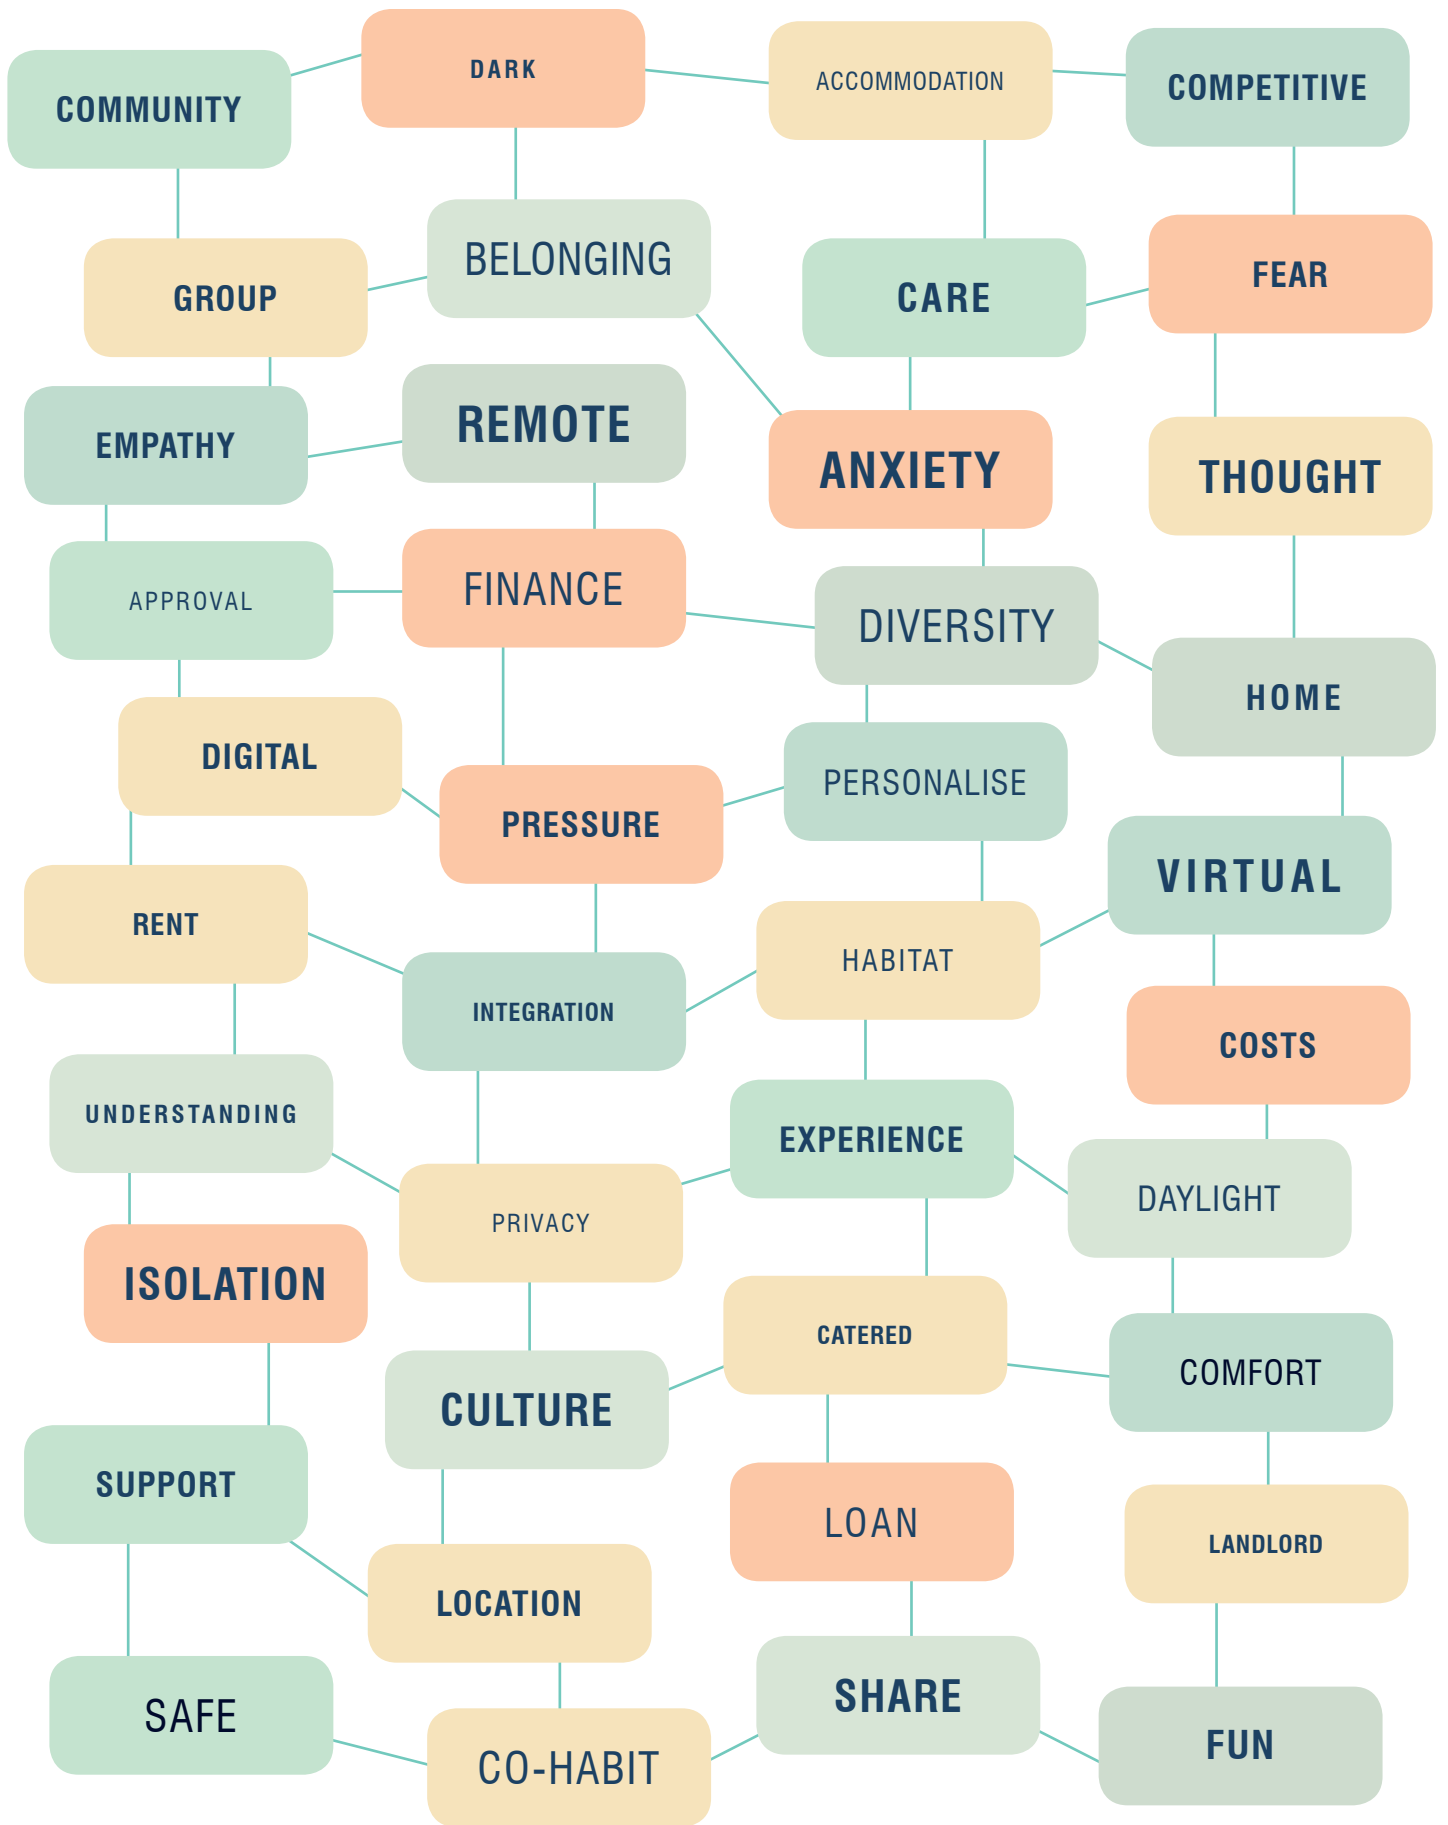 COMMUNITY
DARK
ACCOMMODATION
COMPETITIVE
GROUP
BELONGING
CARE
FEAR
EMPATHY
REMOTE
ANXIETY
THOUGHT
APPROVAL
FINANCE
DIVERSITY
HOME
DIGITAL
PRESSURE
PERSONALISE
VIRTUAL
RENT
INTEGRATION
HABITAT
COSTS
UNDERSTANDING
PRIVACY
EXPERIENCE
DAYLIGHT
ISOLATION
CULTURE
CATERED
COMFORT
SUPPORT
LOCATION
LOAN
LANDLORD
SAFE
CO-HABIT
SHARE
FUN